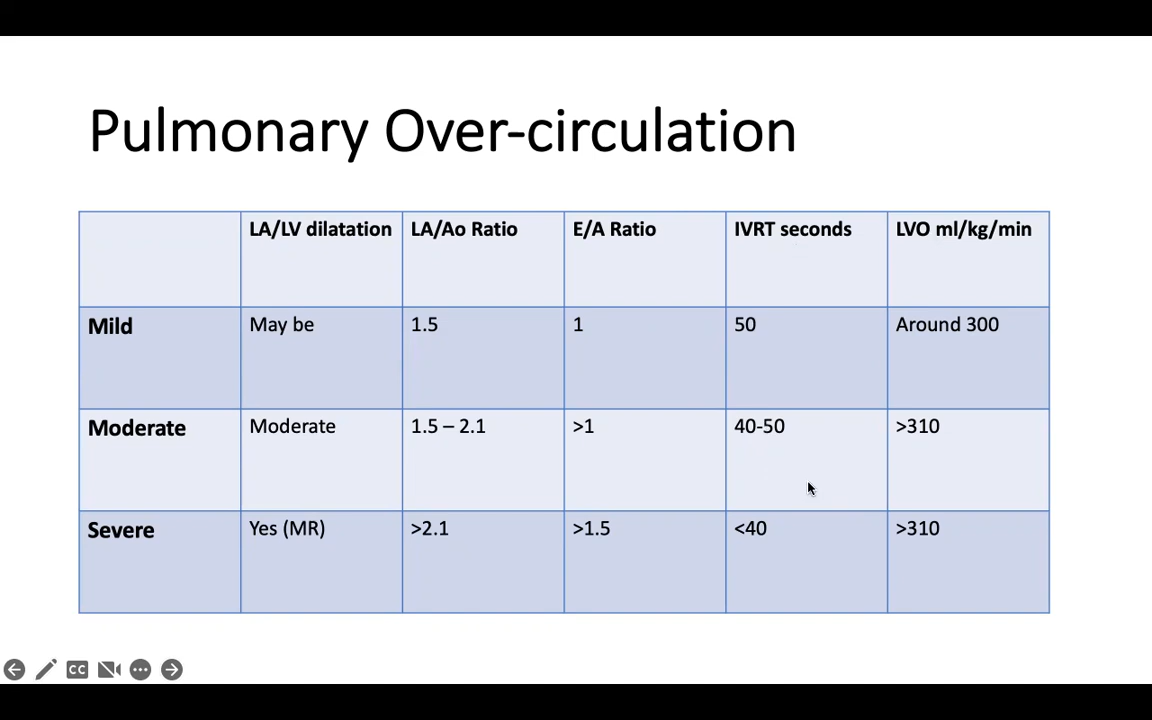 Pulmonary Over-circulation
LA/LV dilatation LA/Ao Ratio E/A Ratio IVRT seconds LVO ml/kg/min
Mild May be 1.5 1 50 Around 300
Moderate Moderate 1.5 – 2.1 >1 40-50 >310
Severe Yes (MR) >2.1 >1.5 <40 >310
CC